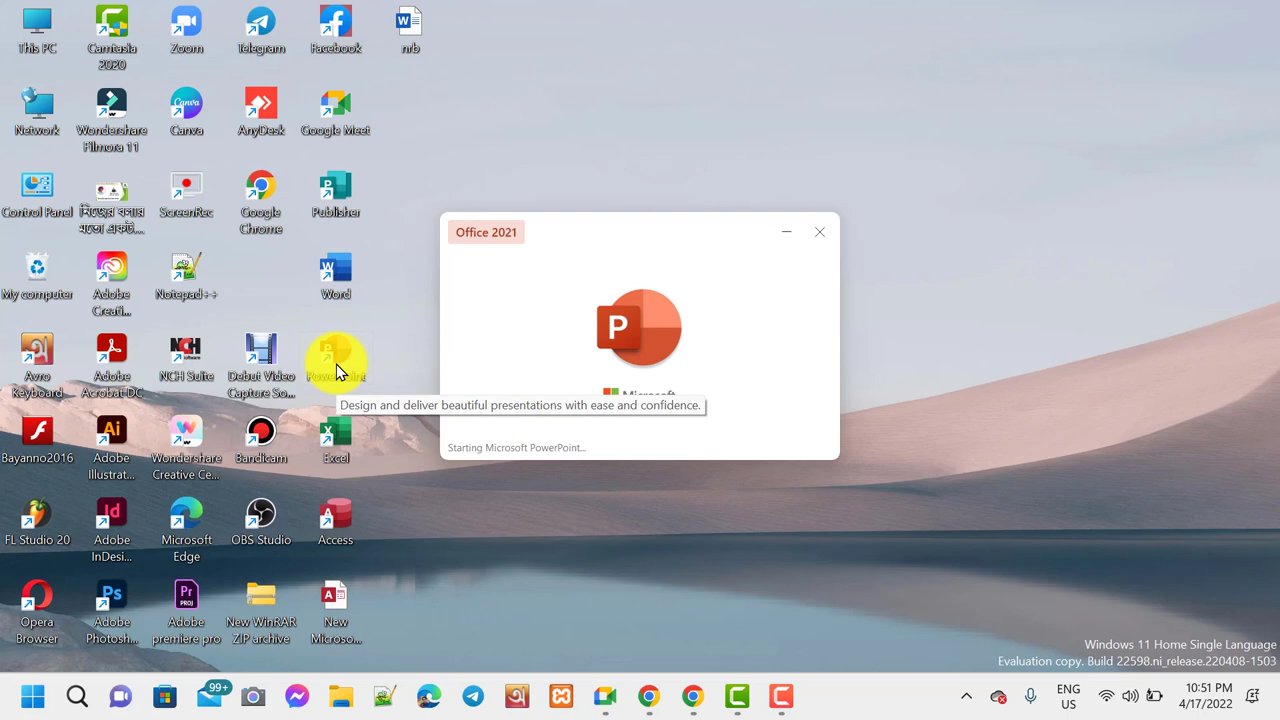 This PC
Camtasia
2020
Zoom
Telegram
Facebook
nrb
Network
Wondershare
Filmora 11
Canva
AnyDesk
Google Meet
Control Panel
নিজের বলার
মতো একটা...
ScreenRec
Google
Chrome
Publisher
My computer
Adobe
Creati...
Notepad++
Word
Avro
Keyboard
Adobe
Acrobat DC
NCH Suite
Debut Video
Capture So...
PowerPoint
Bayanno2016
Adobe
Illustrat...
Wondershare
Creative Ce...
Bandicam
Excel
FL Studio 20
Adobe
InDesi...
Microsoft
Edge
OBS Studio
Access
Opera
Browser
Adobe
Photosh...
Adobe
premiere pro
New WinRAR
ZIP archive
New
Microso...
Office 2021
Microsoft
Design and deliver beautiful presentations with ease and confidence.
Starting Microsoft PowerPoint...
Windows 11 Home Single Language
Evaluation copy. Build 22598.ni_release.220408-1503
99+
ENG
US
10:51 PM
4/17/2022